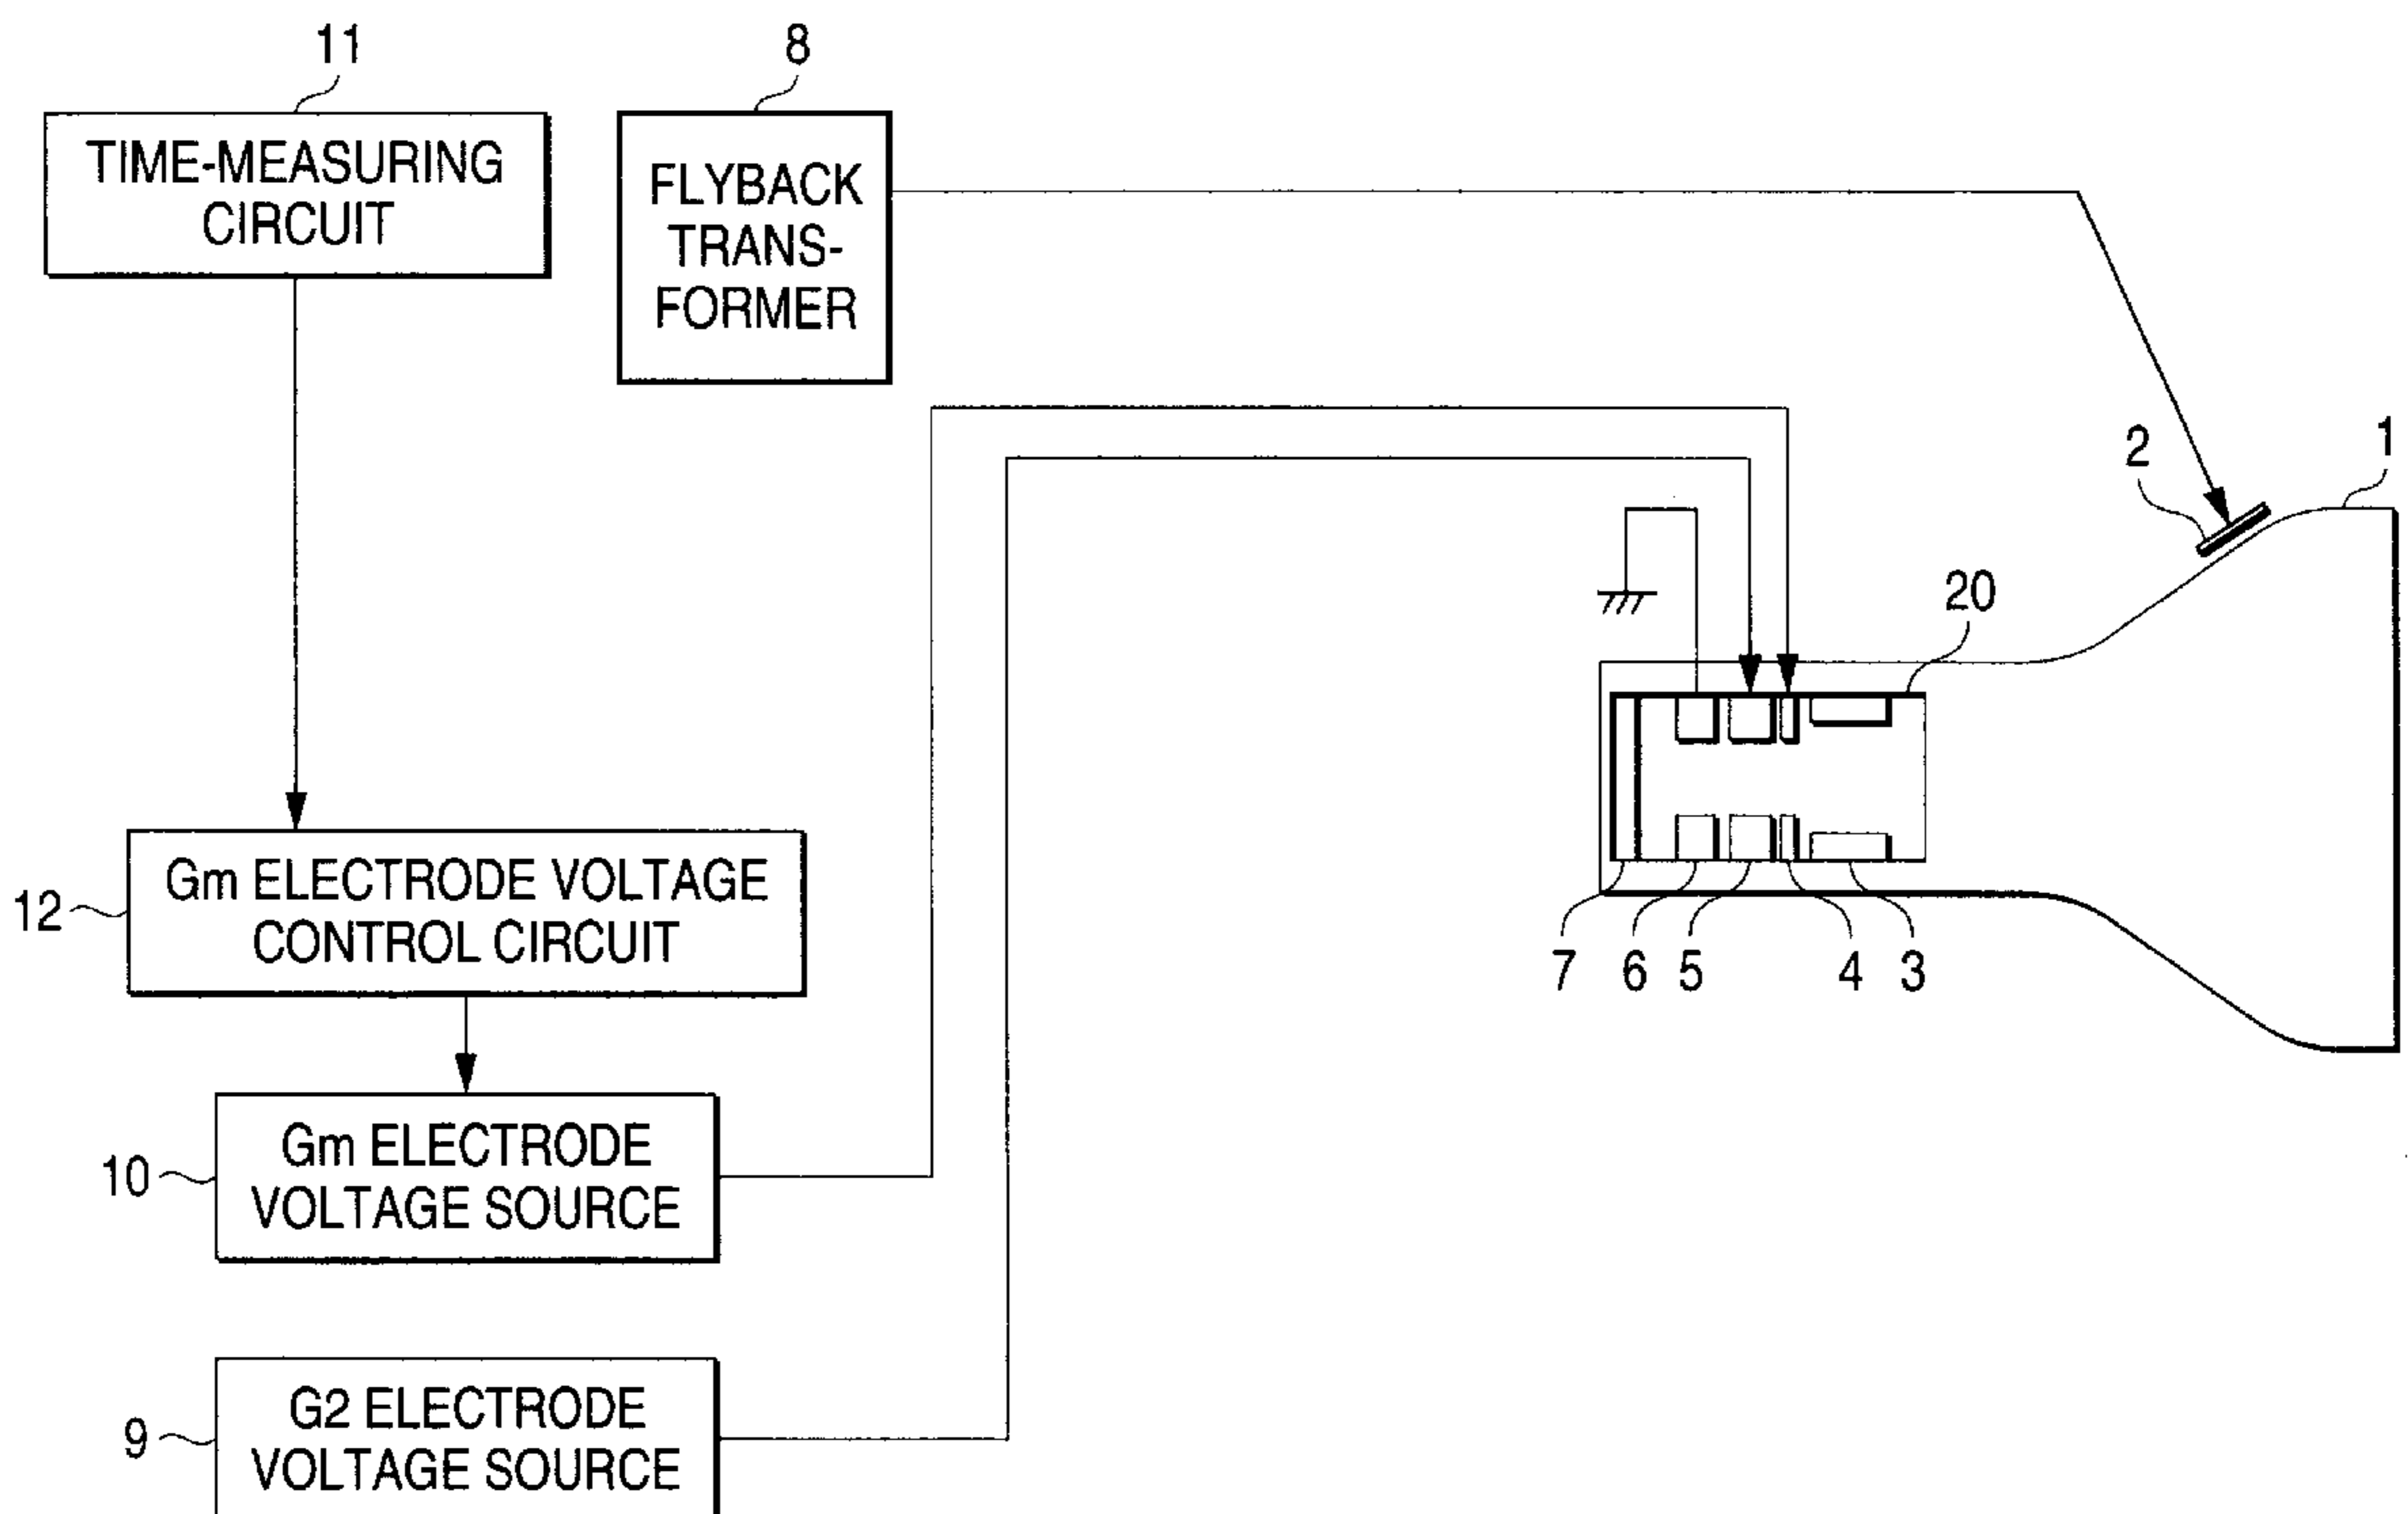 11
TIME-MEASURING
CIRCUIT
8
FLYBACK
TRANS-
FORMER
2
1
20
12
Gm ELECTRODE VOLTAGE
CONTROL CIRCUIT
7 6 5 4 3
10
Gm ELECTRODE
VOLTAGE SOURCE
9
G2 ELECTRODE
VOLTAGE SOURCE